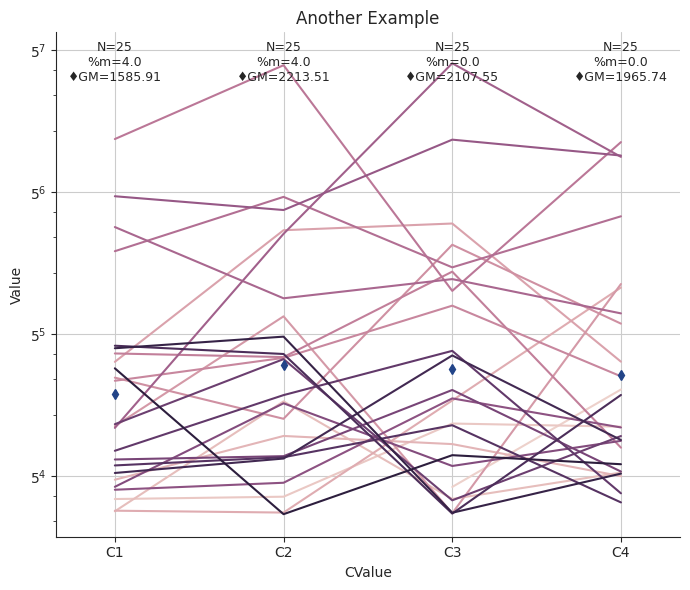 Another Example
N=25 N=25 N=25 N=25
%m=4.0 %m=4.0 %m=0.0 %m=0.0
♦GM=1585.91 ♦GM=2213.51 ♦GM=2107.55 ♦GM=1965.74
5⁷
5⁶
5⁵
5⁴
Value
C1 C2 C3 C4
CValue